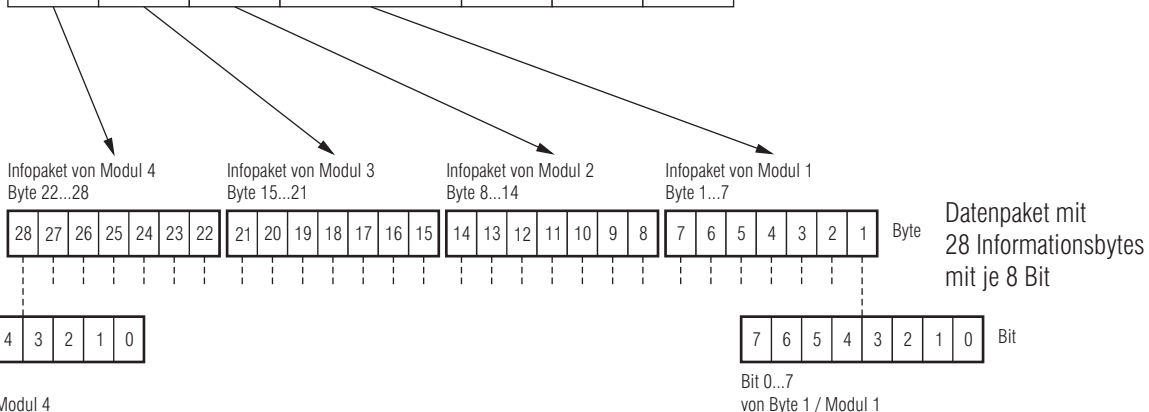 Infopaket von Modul 4
Byte 22...28
Infopaket von Modul 3
Byte 15...21
Infopaket von Modul 2
Byte 8...14
Infopaket von Modul 1
Byte 1...7
28 27 26 25 24 23 22 21 20 19 18 17 16 15 14 13 12 11 10 9 8 7 6 5 4 3 2 1 Byte
Datenpaket mit
28 Informationsbytes
mit je 8 Bit
4 3 2 1 0
7 6 5 4 3 2 1 0 Bit
Modul 4
Bit 0...7
von Byte 1 / Modul 1